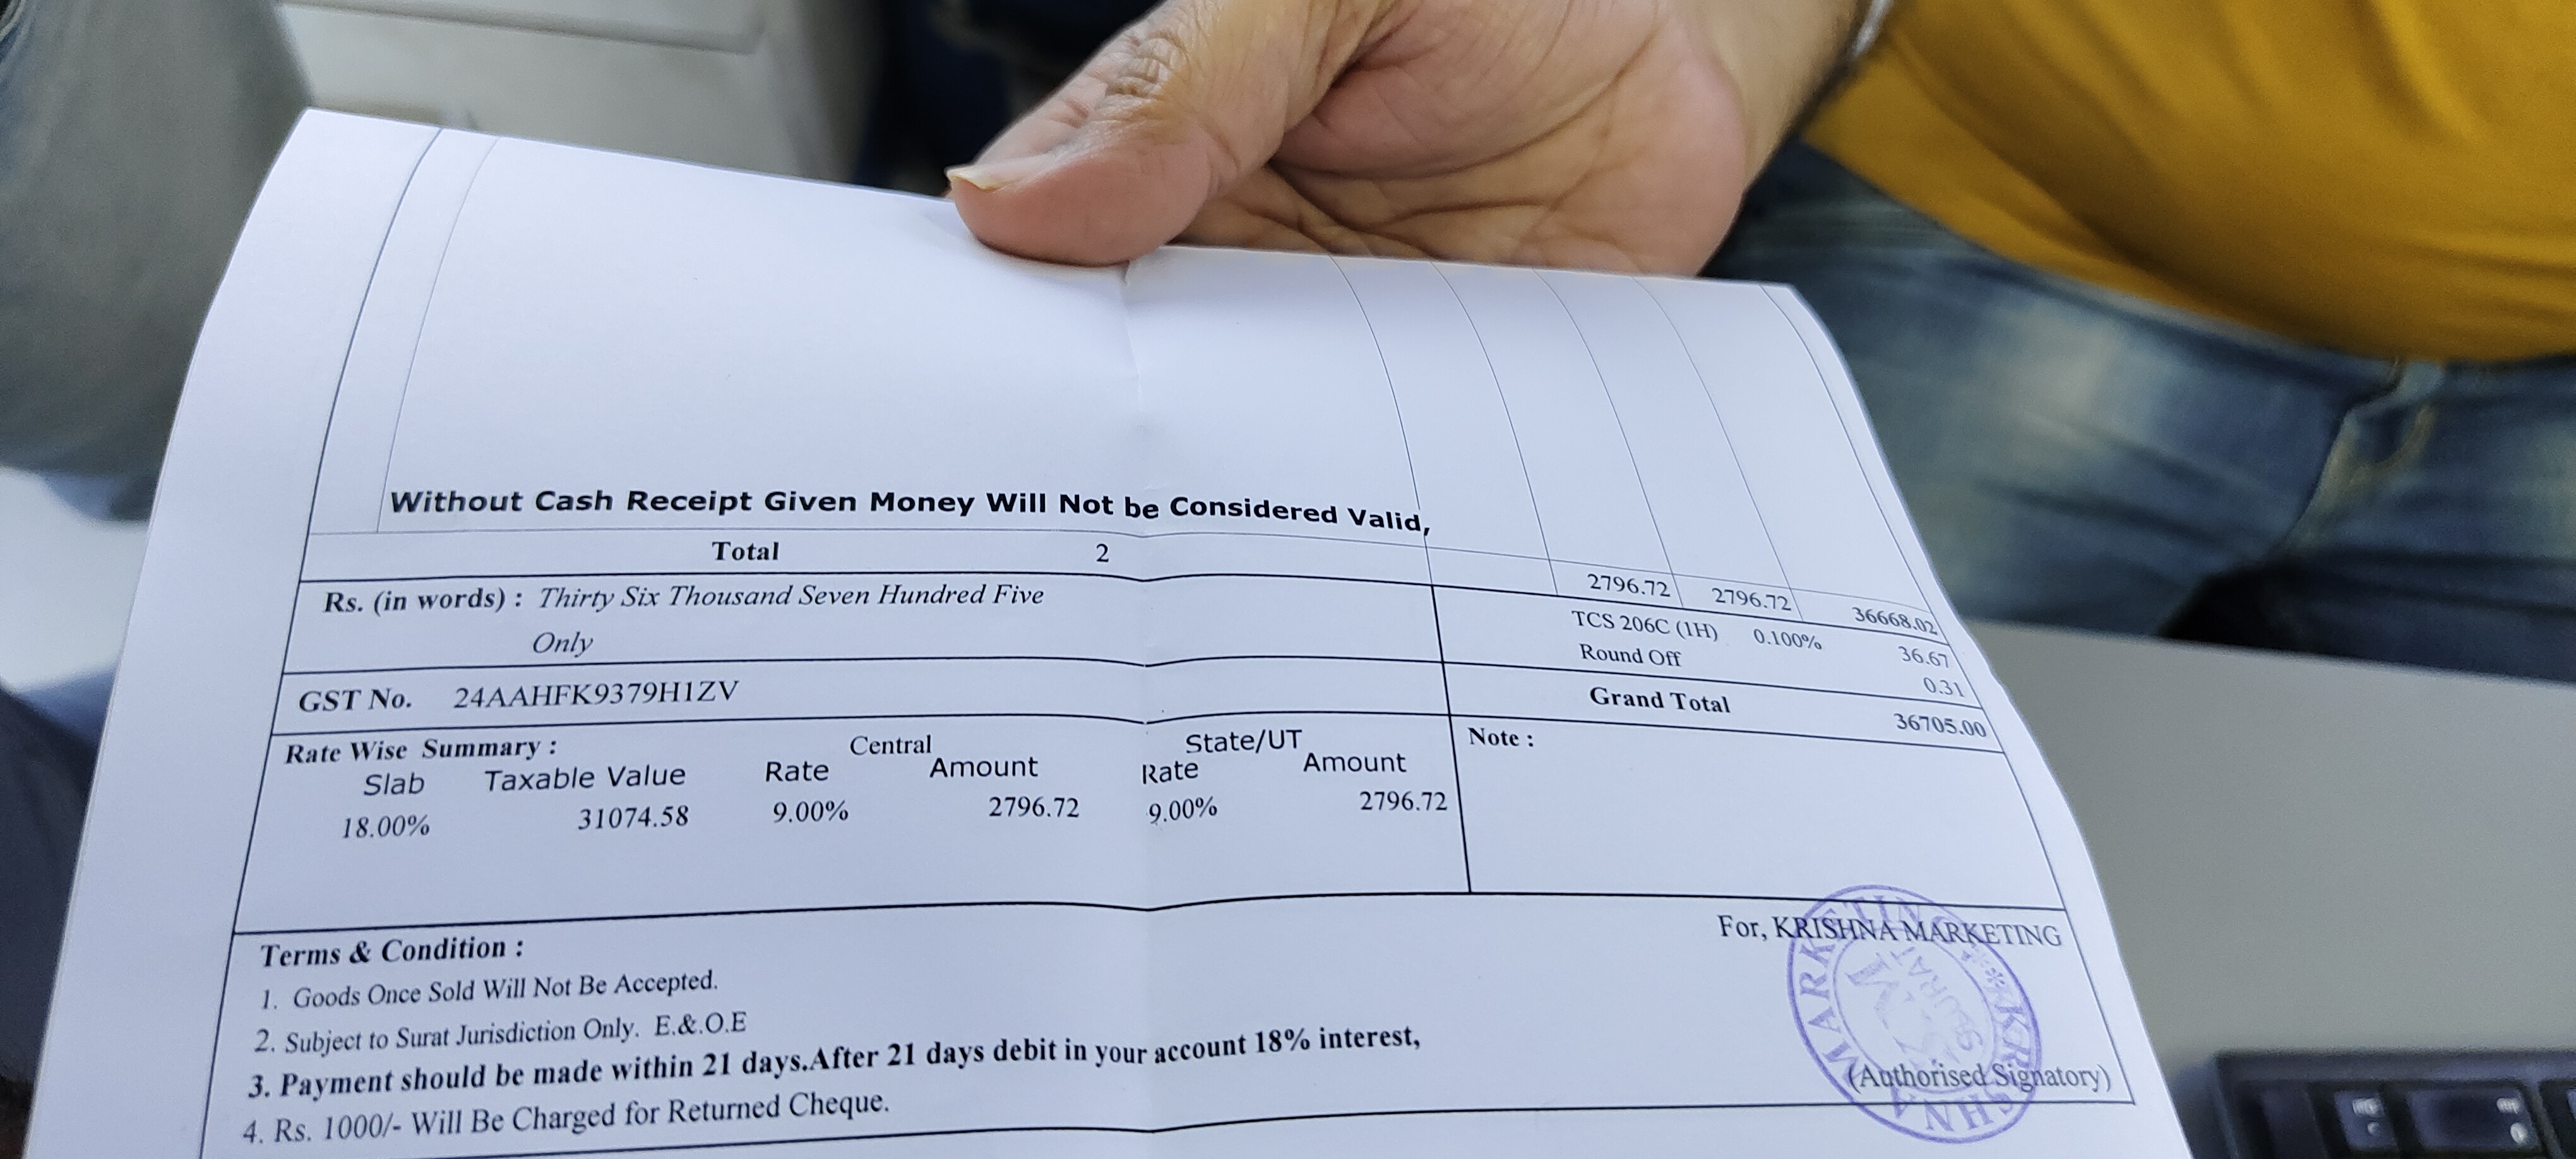 Without Cash Receipt Given Money Will Not be Considered Valid,
Total 2 2796.72 2796.72 36668.02
Rs. (in words) : Thirty Six Thousand Seven Hundred Five
Only
TCS 206C (1H) 0.100% 36.67
Round Off 0.31
GST No. 24AAHFK9379H1ZV
Grand Total 36705.00
Rate Wise Summary :
Central State/UT
Slab Taxable Value Rate Amount Rate Amount
18.00% 31074.58 9.00% 2796.72 9.00% 2796.72
Note :
Terms & Condition :
1. Goods Once Sold Will Not Be Accepted.
2. Subject to Surat Jurisdiction Only. E.&.O.E
3. Payment should be made within 21 days.After 21 days debit in your account 18% interest,
4. Rs. 1000/- Will Be Charged for Returned Cheque.
For, KRISHNA MARKETING
KRISHNA MARKETING
SURAT
(Authorised Signatory)